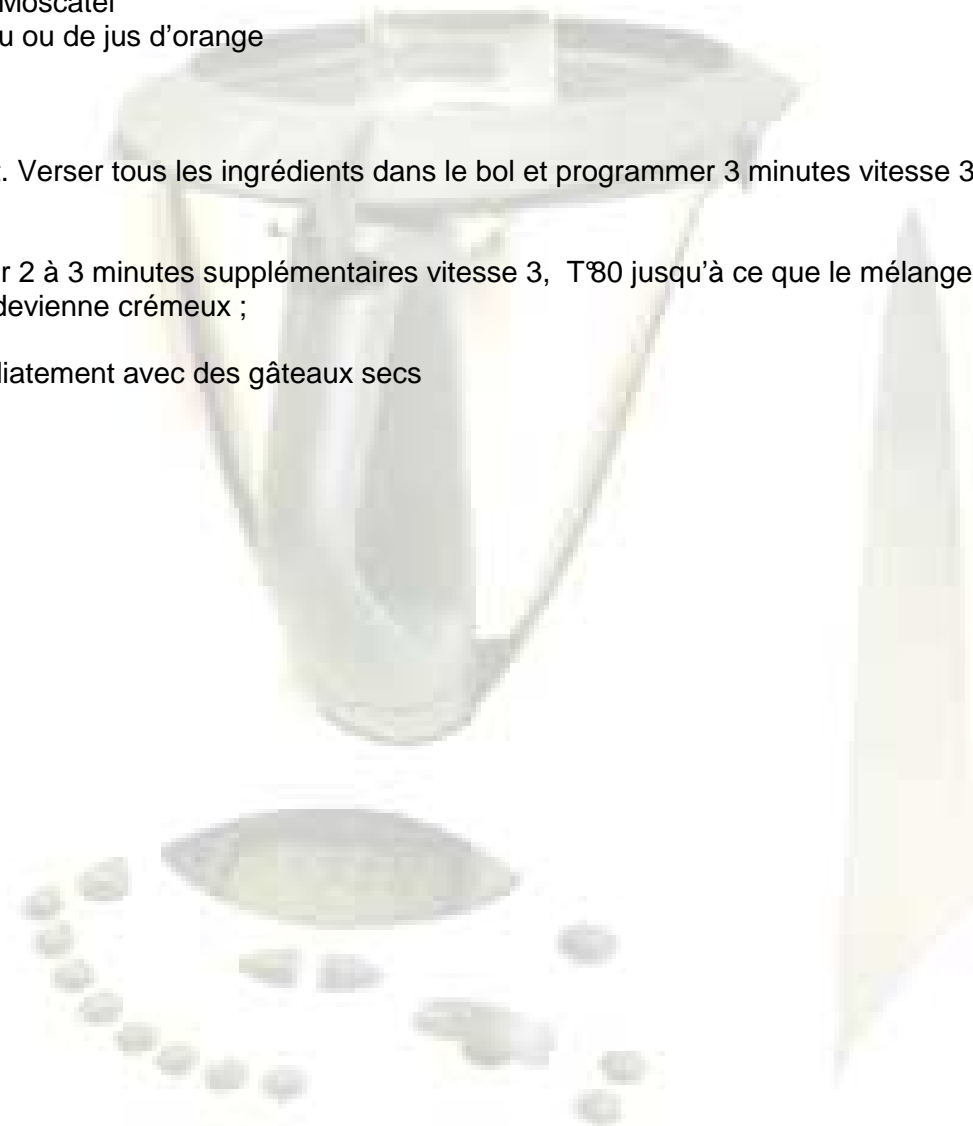 Moscatel
u ou de jus d'orange
. Verser tous les ingrédients dans le bol et programmer 3 minutes vitesse 3
r 2 à 3 minutes supplémentaires vitesse 3, T°80 jusqu'à ce que le mélange
devienne crémeux ;
diatement avec des gâteaux secs